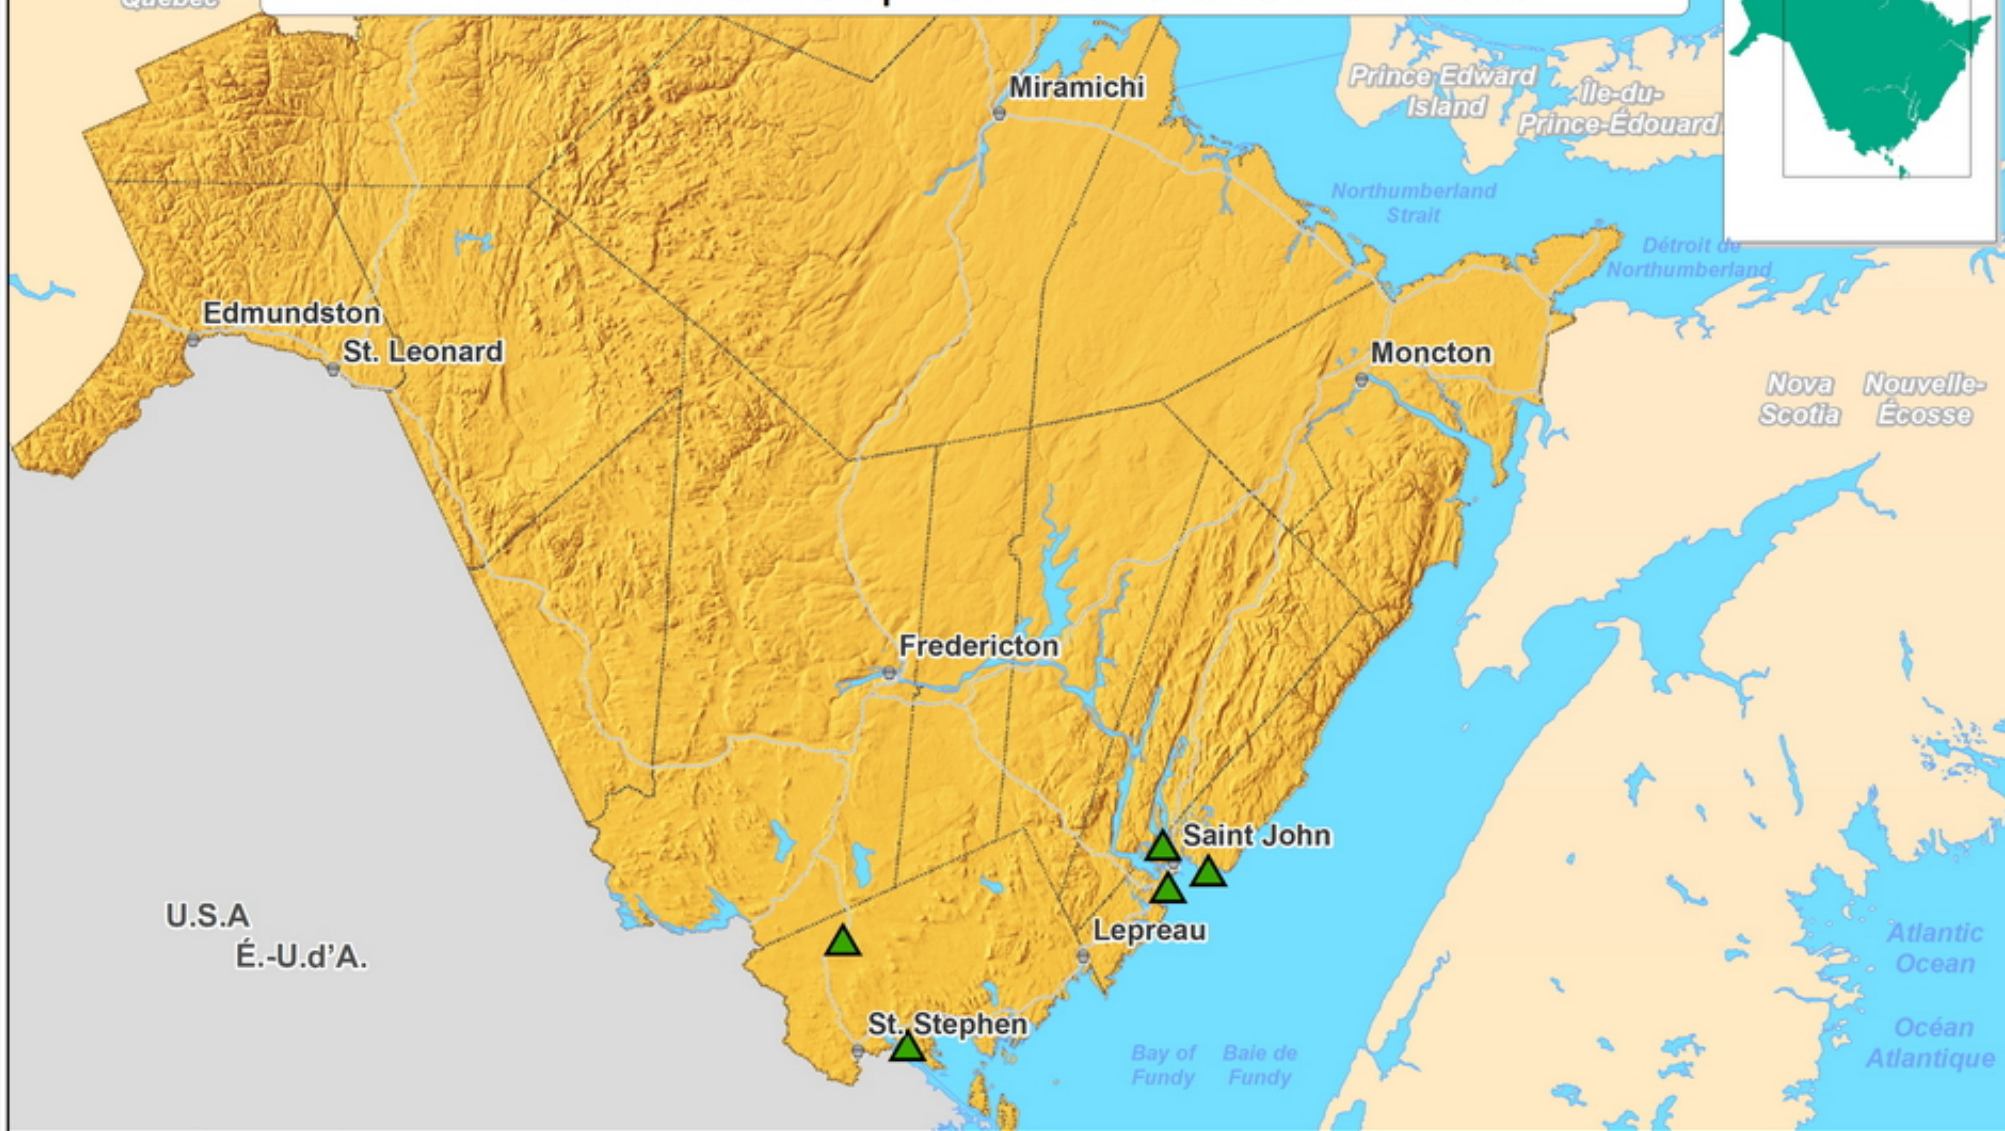 Québec
Miramichi
Prince Edward
Island
Île-du-
Prince-Édouard
Northumberland
Strait
Détroit de
Northumberland
Edmundston
St. Leonard
Moncton
Nova
Scotia
Nouvelle-
Écosse
Fredericton
Saint John
Lepreau
U.S.A
É.-U.d'A.
St. Stephen
Bay of
Fundy
Baie de
Fundy
Atlantic
Ocean
Océan
Atlantique